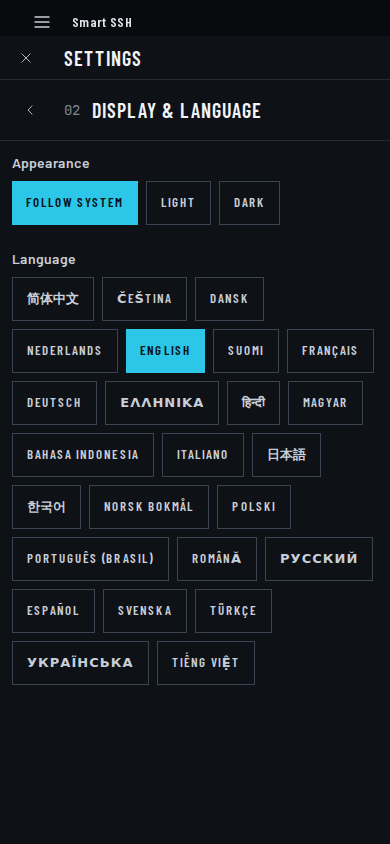 Smart SSH
SETTINGS
02 DISPLAY & LANGUAGE
Appearance
FOLLOW SYSTEM LIGHT DARK
Language
简体中文 ČEŠTINA DANSK
NEDERLANDS ENGLISH SUOMI FRANÇAIS
DEUTSCH ΕΛΛΗΝΙΚΑ हिन्दी MAGYAR
BAHASA INDONESIA ITALIANO 日本語
한국어 NORSK BOKMÅL POLSKI
PORTUGUÊS (BRASIL) ROMÂNĂ РУССКИЙ
ESPAÑOL SVENSKA TÜRKÇE
УКРАЇНСЬКА TIẾNG VIỆT